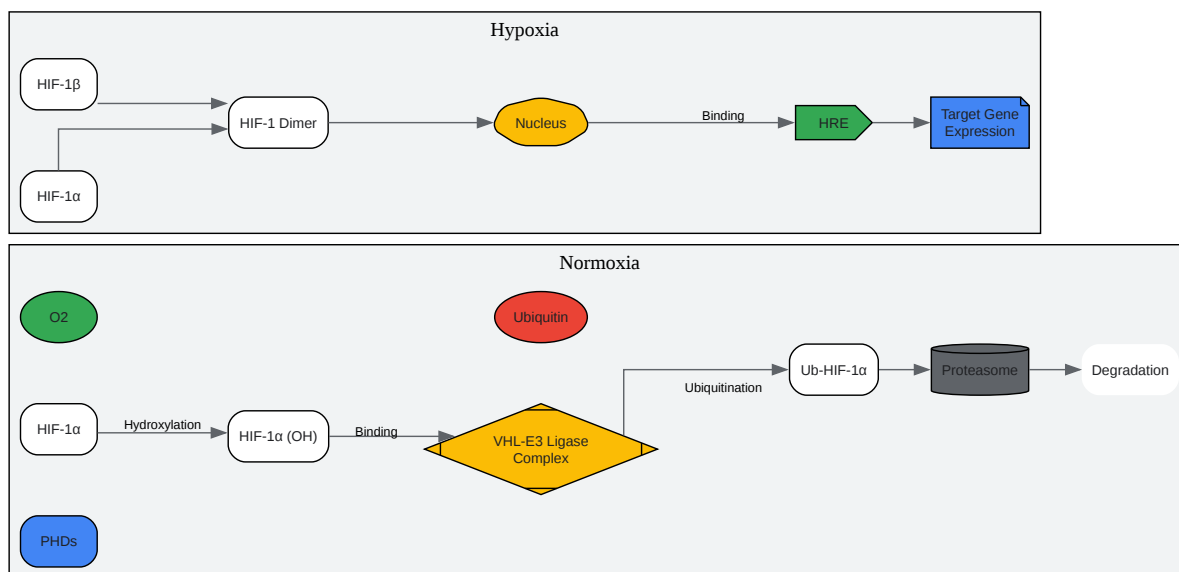 Hypoxia
HIF-1β
HIF-1α
HIF-1 Dimer
Nucleus
Binding
HRE
Target Gene
Expression
Normoxia
O2
Ubiquitin
HIF-1α
Hydroxylation
HIF-1α (OH)
Binding
VHL-E3 Ligase
Complex
Ubiquitination
Ub-HIF-1α
Proteasome
Degradation
PHDs